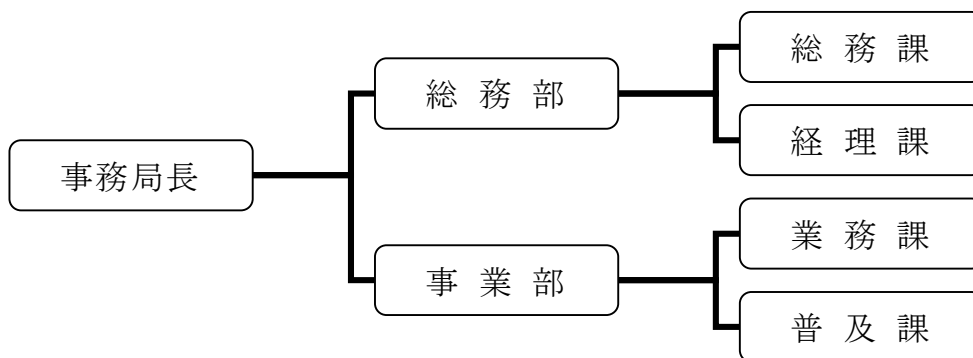 事務局長
総務部
総務課
経理課
事業部
業務課
普及課